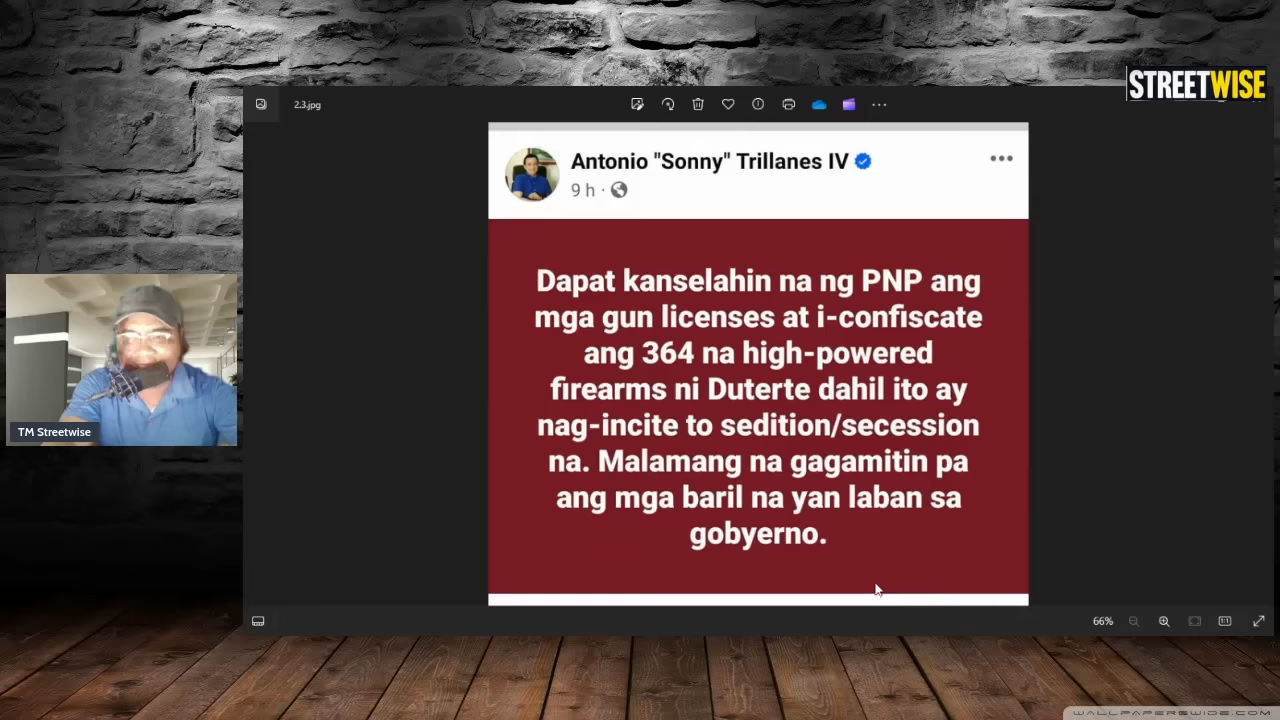 STREETWISE
2.3.jpg
Antonio "Sonny" Trillanes IV
9 h ·
Dapat kanselahin na ng PNP ang
mga gun licenses at i-confiscate
ang 364 na high-powered
firearms ni Duterte dahil ito ay
nag-incite to sedition/secession
na. Malamang na gagamitin pa
ang mga baril na yan laban sa
gobyerno.
TM Streetwise
66%
WALLPAPERSWIDE.COM